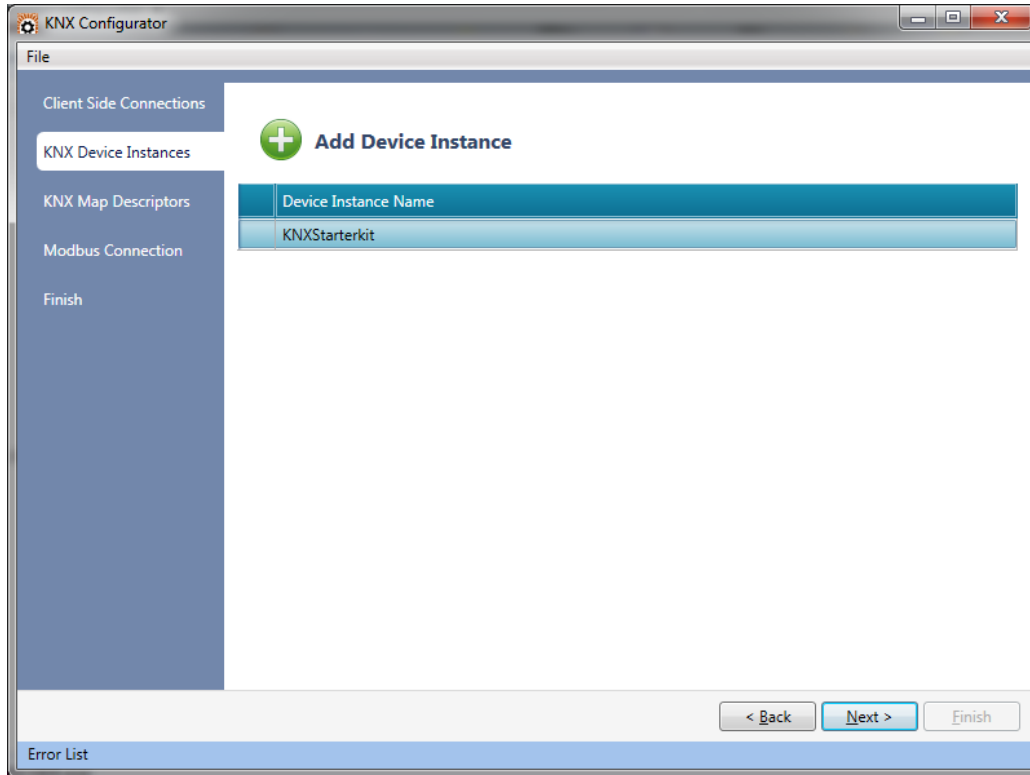 KNX Configurator
File
Client Side Connections
KNX Device Instances
KNX Map Descriptors
Modbus Connection
Finish
Add Device Instance
Device Instance Name
KNXStarterkit
< Back
Next >
Finish
Error List